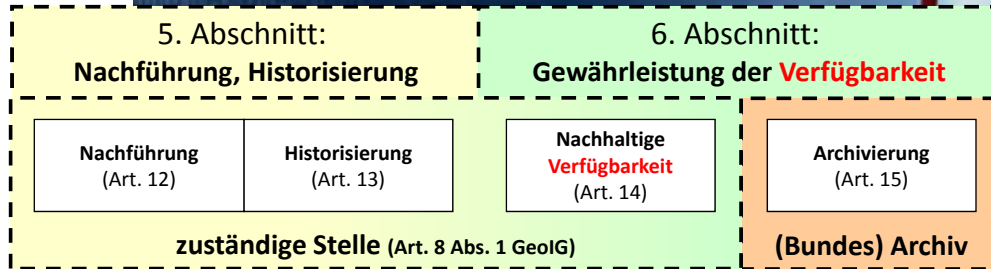 5. Abschnitt:
Nachführung, Historisierung
6. Abschnitt:
Gewährleistung der Verfügbarkeit
Nachführung
(Art. 12)
Historisierung
(Art. 13)
Nachhaltige
Verfügbarkeit
(Art. 14)
Archivierung
(Art. 15)
zuständige Stelle (Art. 8 Abs. 1 GeoIG)
(Bundes) Archiv